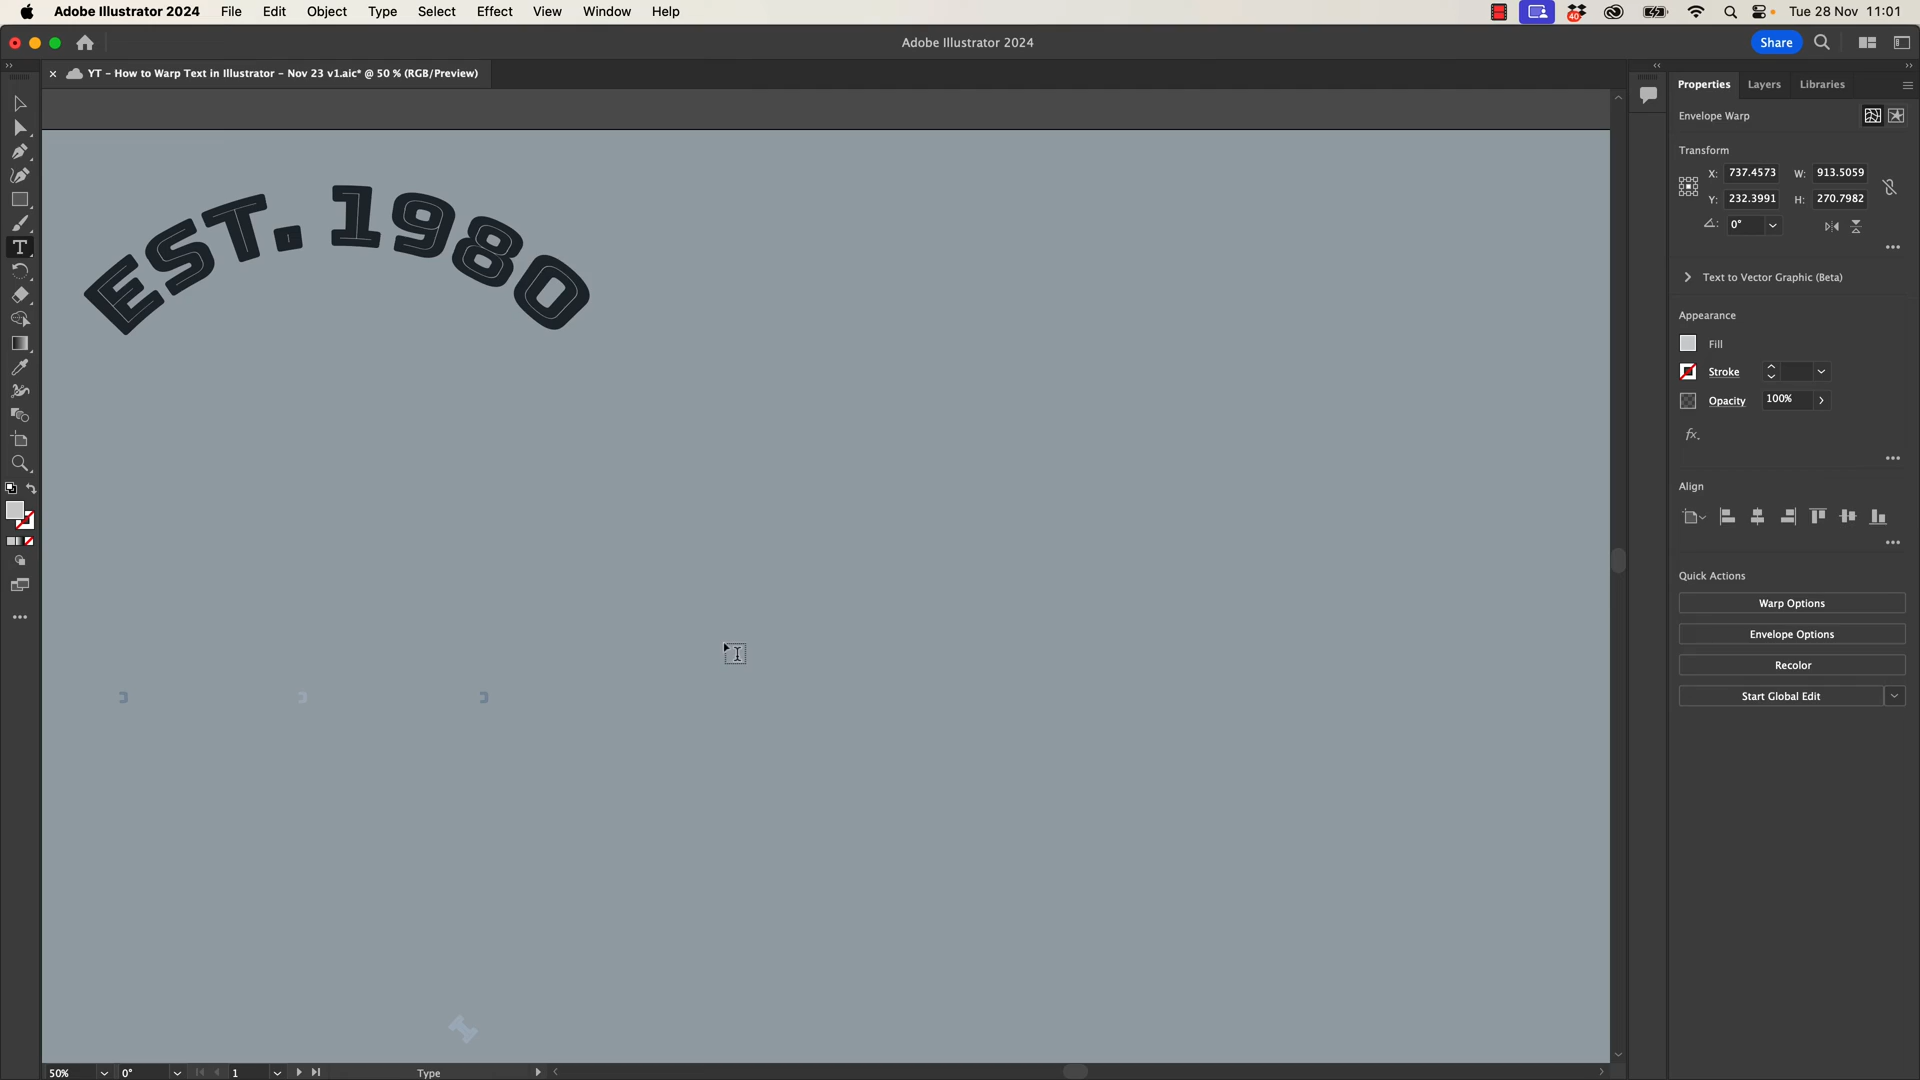 Adobe Illustrator 2024 File Edit Object Type Select Effect View Window Help 40 Tue 28 Nov 11:01
Adobe Illustrator 2024 Share
YT – How to Warp Text in Illustrator – Nov 23 v1.aic* @ 50 % (RGB/Preview)
Properties Layers Libraries
Envelope Warp
Transform
X: 737.4573 W: 913.5059
Y: 232.3991 H: 270.7982
0°
Text to Vector Graphic (Beta)
Appearance
Fill
Stroke
Opacity 100%
fx.
Align
Quick Actions
Warp Options
Envelope Options
Recolor
Start Global Edit
EST. 1980
50% 0° 1 Type